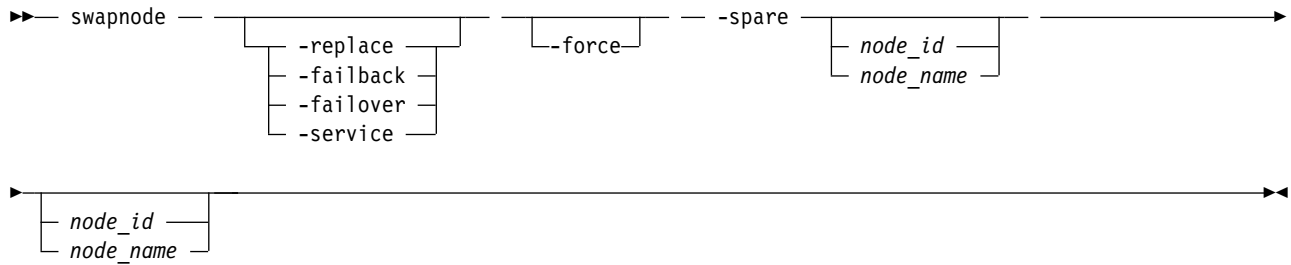 swapnode -replace -force -spare node_id
-failback node_name
-failover
-service
node_id
node_name